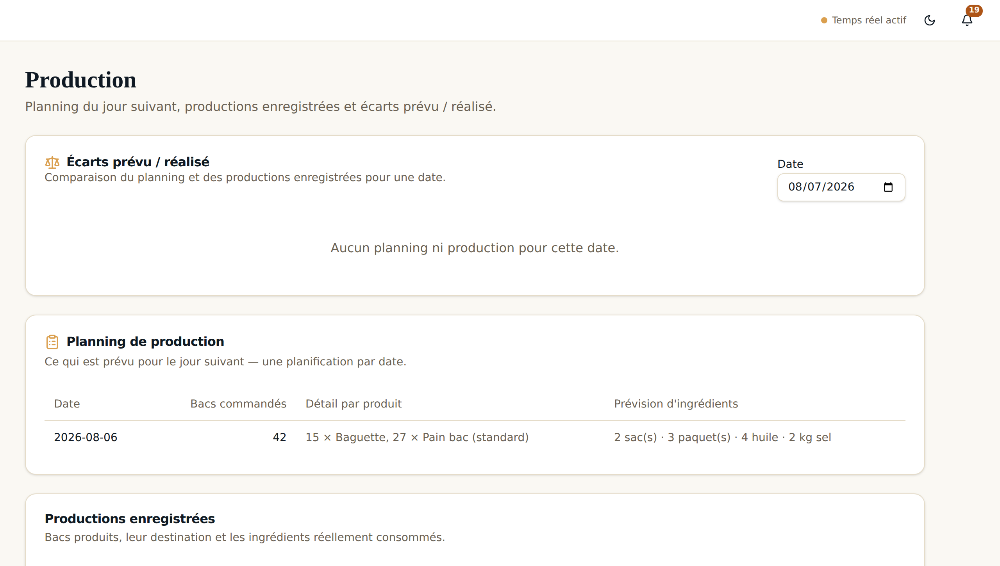 Temps réel actif
19
Production
Planning du jour suivant, productions enregistrées et écarts prévu / réalisé.
Écarts prévu / réalisé
Comparaison du planning et des productions enregistrées pour une date.
Date
08/07/2026
Aucun planning ni production pour cette date.
Planning de production
Ce qui est prévu pour le jour suivant — une planification par date.
Date Bacs commandés Détail par produit Prévision d'ingrédients
2026-08-06 42 15 × Baguette, 27 × Pain bac (standard) 2 sac(s) · 3 paquet(s) · 4 huile · 2 kg sel
Productions enregistrées
Bacs produits, leur destination et les ingrédients réellement consommés.